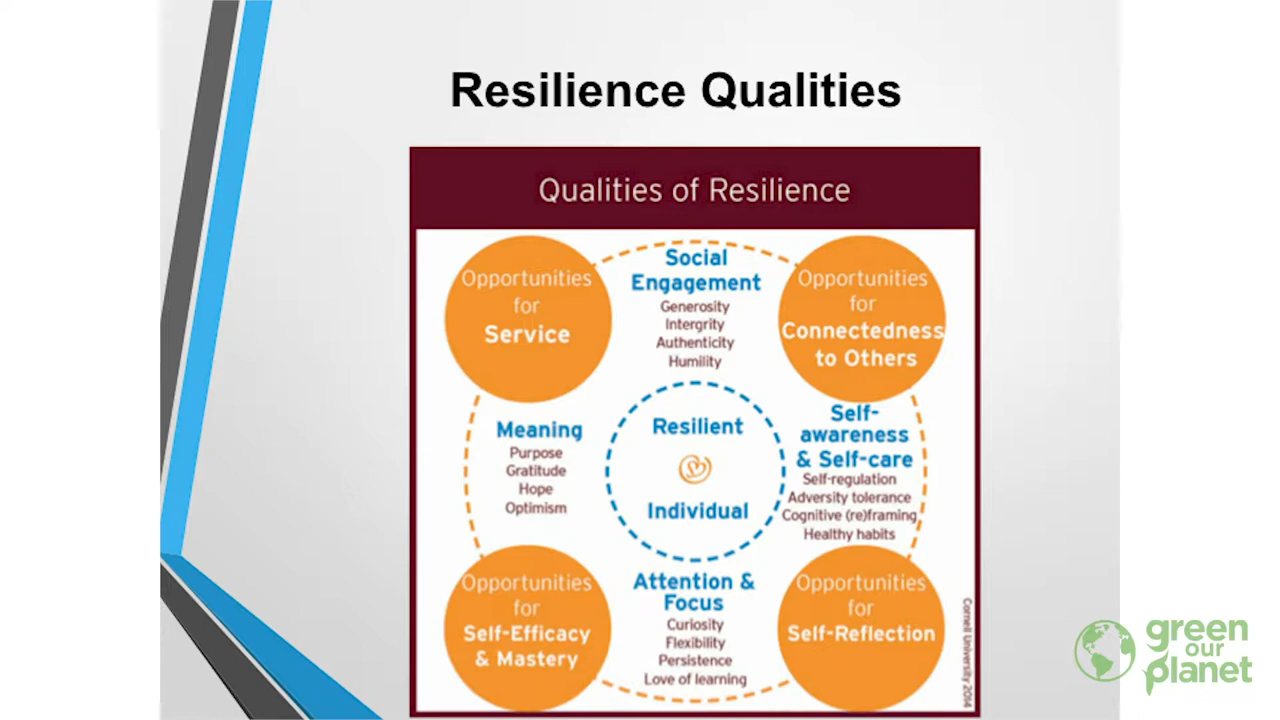 Resilience Qualities
Qualities of Resilience
Opportunities
for
Service
Social
Engagement
Generosity
Intergrity
Authenticity
Humility
Opportunities
for
Connectedness
to Others
Meaning
Purpose
Gratitude
Hope
Optimism
Resilient
Individual
Self-
awareness
& Self-care
Self-regulation
Adversity tolerance
Cognitive (re)framing
Healthy habits
Opportunities
for
Self-Efficacy
& Mastery
Attention &
Focus
Curiosity
Flexibility
Persistence
Love of learning
Opportunities
for
Self-Reflection
Cornell University 2014
green
our
planet